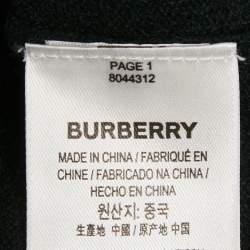 PAGE 1
8044312
BURBERRY
MADE IN CHINA / FABRIQUÉ EN
CHINE / FABRICADO NA CHINA /
HECHO EN CHINA
원산지: 중국
生產地 中國 / 原产地 中国